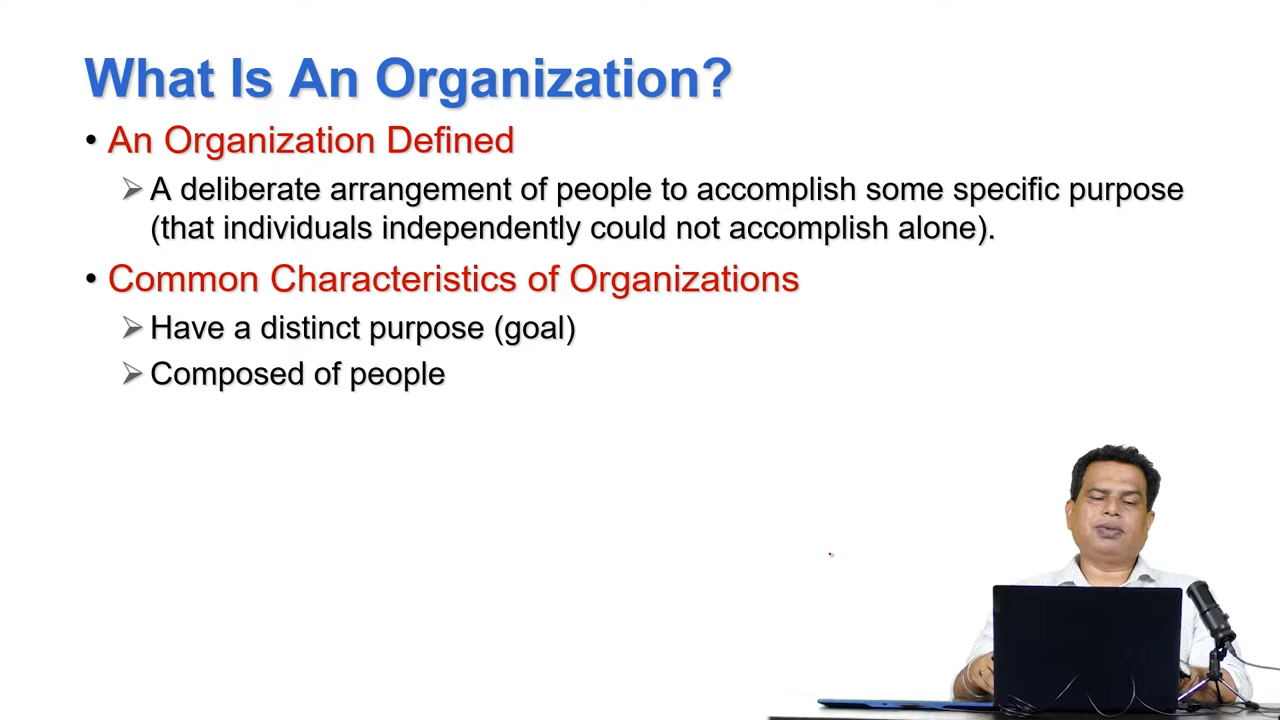 What Is An Organization?
• An Organization Defined
➢ A deliberate arrangement of people to accomplish some specific purpose
(that individuals independently could not accomplish alone).
• Common Characteristics of Organizations
➢ Have a distinct purpose (goal)
➢ Composed of people